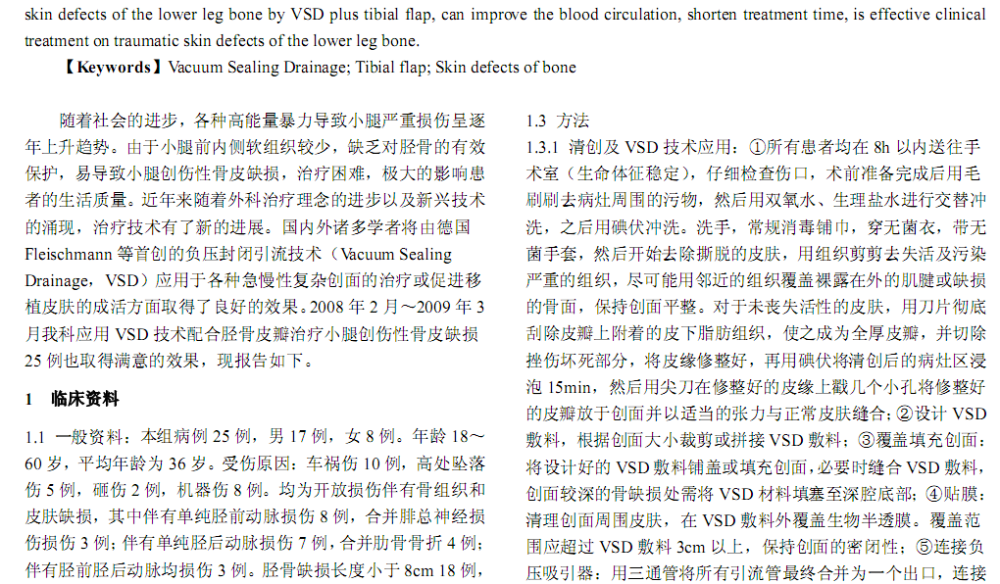 skin defects of the lower leg bone by VSD plus tibial flap, can improve the blood circulation, shorten treatment time, is effective clinical
treatment on traumatic skin defects of the lower leg bone.
【Keywords】Vacuum Sealing Drainage; Tibial flap; Skin defects of bone
随着社会的进步，各种高能量暴力导致小腿严重损伤呈逐
年上升趋势。由于小腿前内侧软组织较少，缺乏对胫骨的有效
保护，易导致小腿创伤性骨皮缺损，治疗困难，极大的影响患
者的生活质量。近年来随着外科治疗理念的进步以及新兴技术
的涌现，治疗技术有了新的进展。国内外诸多学者将由德国
Fleischmann 等首创的负压封闭引流技术（Vacuum Sealing
Drainage，VSD）应用于各种急慢性复杂创面的治疗或促进移
植皮肤的成活方面取得了良好的效果。2008 年 2 月～2009 年 3
月我科应用 VSD 技术配合胫骨皮瓣治疗小腿创伤性骨皮缺损
25 例也取得满意的效果，现报告如下。
1 临床资料
1.1 一般资料：本组病例 25 例，男 17 例，女 8 例。年龄 18～
60 岁，平均年龄为 36 岁。受伤原因：车祸伤 10 例，高处坠落
伤 5 例，砸伤 2 例，机器伤 8 例。均为开放损伤伴有骨组织和
皮肤缺损，其中伴有单纯胫前动脉损伤 8 例，合并腓总神经损
伤损伤 3 例；伴有单纯胫后动脉损伤 7 例，合并肋骨骨折 4 例；
伴有胫前胫后动脉均损伤 3 例。胫骨缺损长度小于 8cm 18 例，
1.3 方法
1.3.1 清创及 VSD 技术应用：①所有患者均在 8h 以内送往手
术室（生命体征稳定），仔细检查伤口，术前准备完成后用毛
刷刷去病灶周围的污物，然后用双氧水、生理盐水进行交替冲
洗，之后用碘伏冲洗。洗手，常规消毒铺巾，穿无菌衣，带无
菌手套，然后开始去除撕脱的皮肤，用组织剪剪去失活及污染
严重的组织，尽可能用邻近的组织覆盖裸露在外的肌腱或缺损
的骨面，保持创面平整。对于未丧失活性的皮肤，用刀片彻底
刮除皮瓣上附着的皮下脂肪组织，使之成为全厚皮瓣，并切除
挫伤坏死部分，将皮缘修整好，再用碘伏将清创后的病灶区浸
泡 15min，然后用尖刀在修整好的皮缘上戳几个小孔将修整好
的皮瓣放于创面并以适当的张力与正常皮肤缝合；②设计 VSD
敷料，根据创面大小裁剪或拼接 VSD 敷料；③覆盖填充创面：
将设计好的 VSD 敷料铺盖或填充创面，必要时缝合 VSD 敷料，
创面较深的骨缺损处需将 VSD 材料填塞至深腔底部；④贴膜：
清理创面周围皮肤，在 VSD 敷料外覆盖生物半透膜。覆盖范
围应超过 VSD 敷料 3cm 以上，保持创面的密闭性；⑤连接负
压吸引器：用三通管将所有引流管最终合并为一个出口，连接